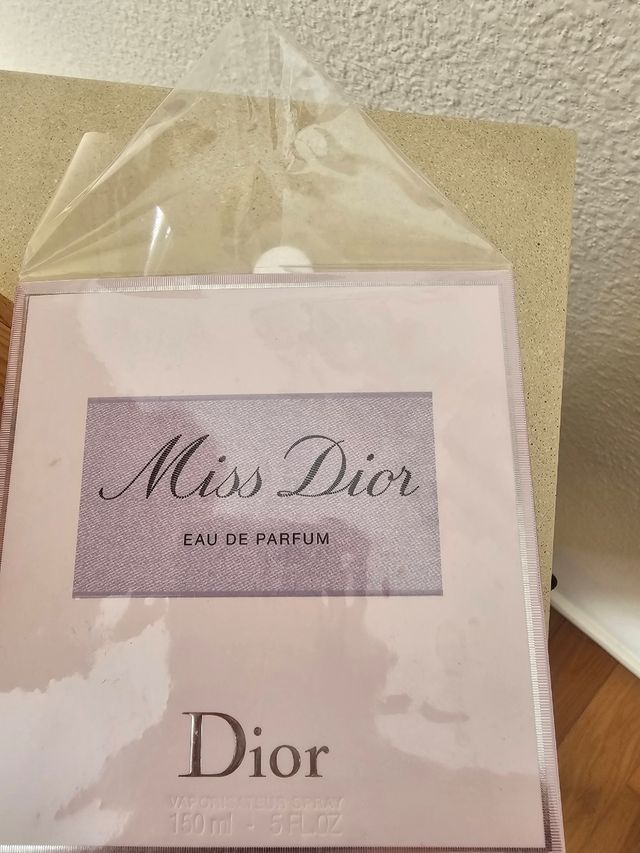 Miss Dior
EAU DE PARFUM
Dior
VAPORISATEUR SPRAY
150 ml - 5 FL.OZ